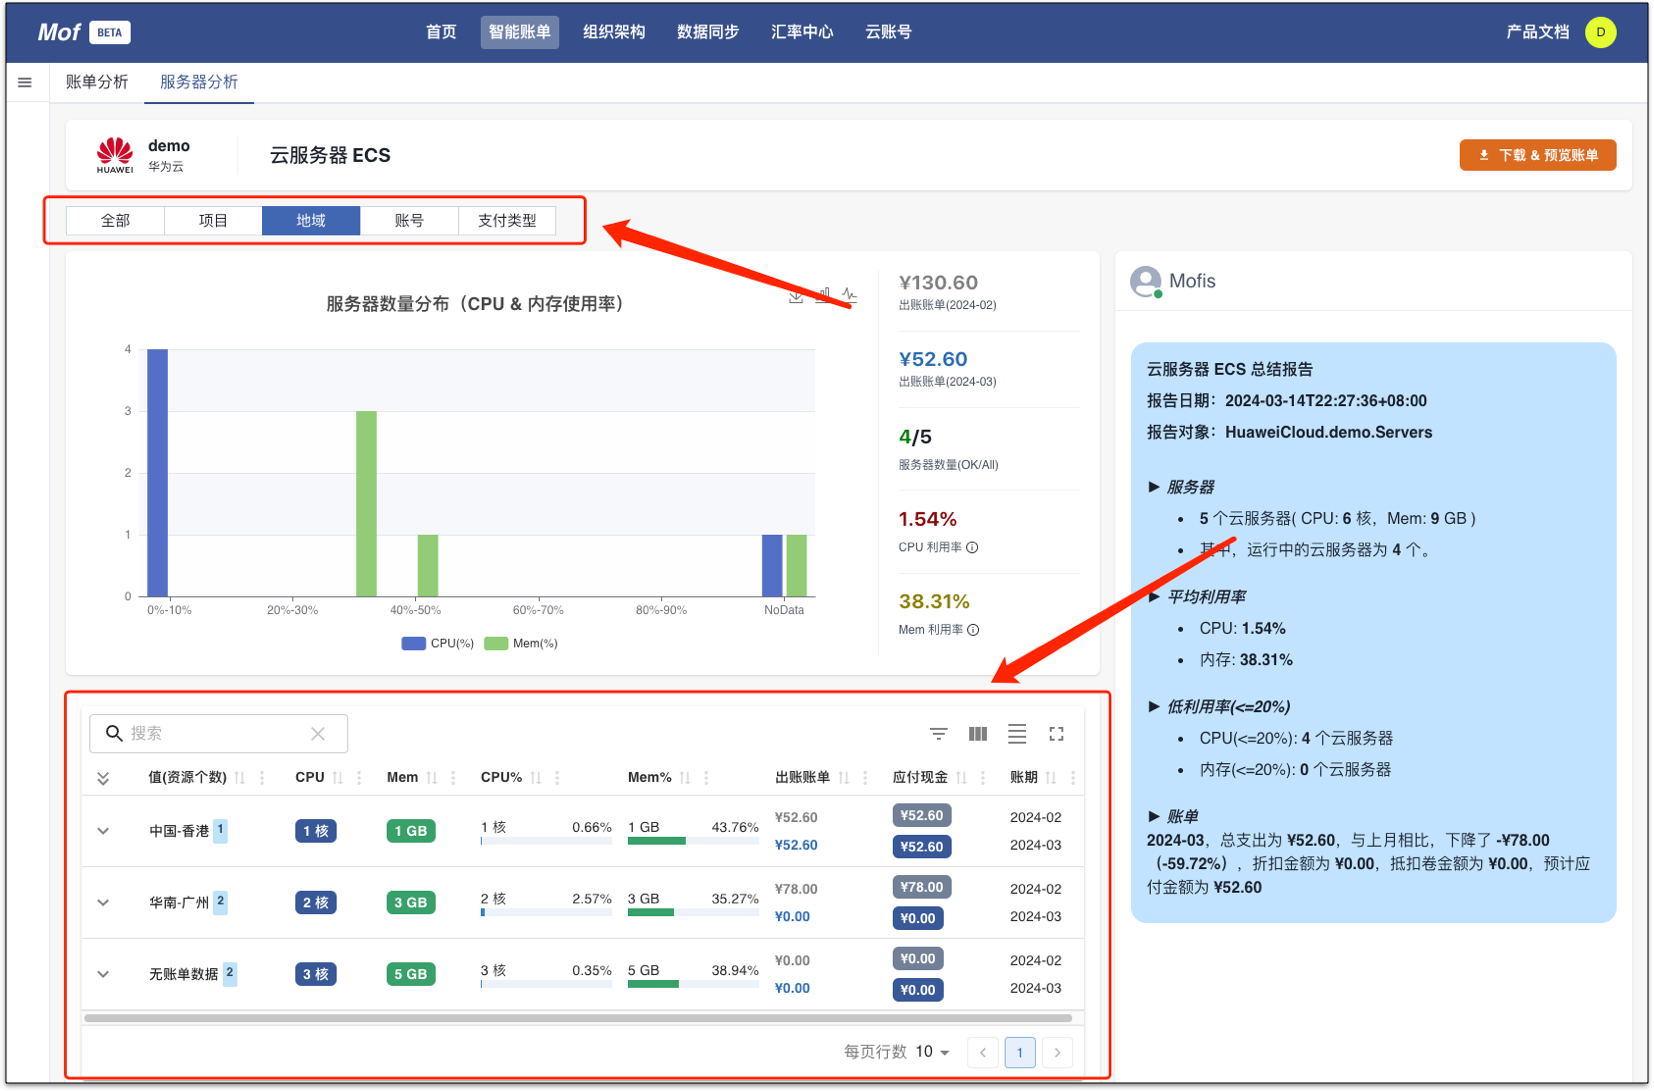 Mof BETA
首页 智能账单 组织架构 数据同步 汇率中心 云账号
产品文档 D
账单分析 服务器分析
HUAWEI
demo
华为云
云服务器 ECS
下载 & 预览账单
全部 项目 地域 账号 支付类型
服务器数量分布（CPU & 内存使用率）
4
3
2
1
0
0%-10% 20%-30% 40%-50% 60%-70% 80%-90% NoData
CPU(%) Mem(%)
¥130.60
出账账单(2024-02)
¥52.60
出账账单(2024-03)
4/5
服务器数量(OK/All)
1.54%
CPU 利用率
38.31%
Mem 利用率
Mofis
云服务器 ECS 总结报告
报告日期：2024-03-14T22:27:36+08:00
报告对象：HuaweiCloud.demo.Servers
► 服务器
• 5 个云服务器( CPU: 6 核，Mem: 9 GB )
• 其中，运行中的云服务器为 4 个。
► 平均利用率
• CPU: 1.54%
• 内存: 38.31%
► 低利用率(<=20%)
• CPU(<=20%): 4 个云服务器
• 内存(<=20%): 0 个云服务器
► 账单
2024-03，总支出为 ¥52.60，与上月相比，下降了 -¥78.00
（-59.72%），折扣金额为 ¥0.00，抵扣卷金额为 ¥0.00，预计应
付金额为 ¥52.60
搜索
值(资源个数) CPU Mem CPU% Mem% 出账账单 应付现金 账期
中国-香港 1 1 核 1 GB 1 核 0.66% 1 GB 43.76% ¥52.60 ¥52.60 2024-02
¥52.60 ¥52.60 2024-03
华南-广州 2 2 核 3 GB 2 核 2.57% 3 GB 35.27% ¥78.00 ¥78.00 2024-02
¥0.00 ¥0.00 2024-03
无账单数据 2 3 核 5 GB 3 核 0.35% 5 GB 38.94% ¥0.00 ¥0.00 2024-02
¥0.00 ¥0.00 2024-03
每页行数 10 1